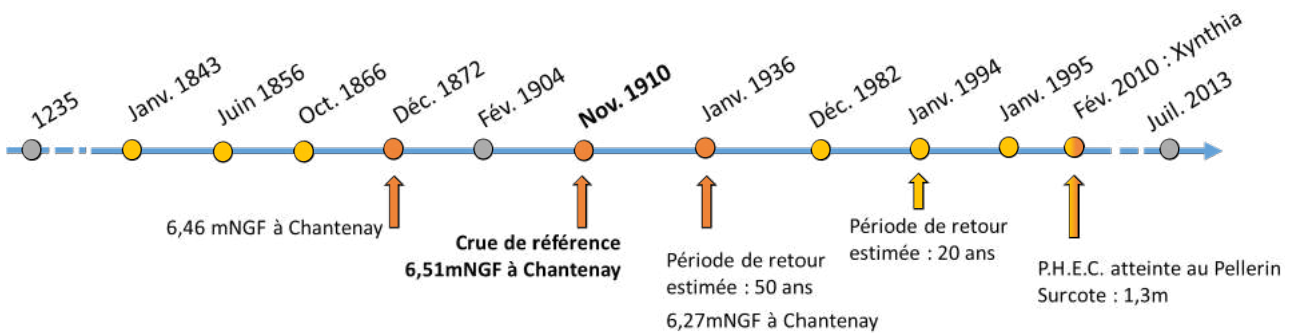 1235
Janv. 1843
Juin 1856
Oct. 1866
Déc. 1872
Fév. 1904
Nov. 1910
Janv. 1936
Déc. 1982
Janv. 1994
Janv. 1995
Fév. 2010 : Xynthia
Juil. 2013
6,46 mNGF à Chantenay
Crue de référence
6,51mNGF à Chantenay
Période de retour
estimée : 50 ans
6,27mNGF à Chantenay
Période de retour
estimée : 20 ans
P.H.E.C. atteinte au Pellerin
Surcote : 1,3m